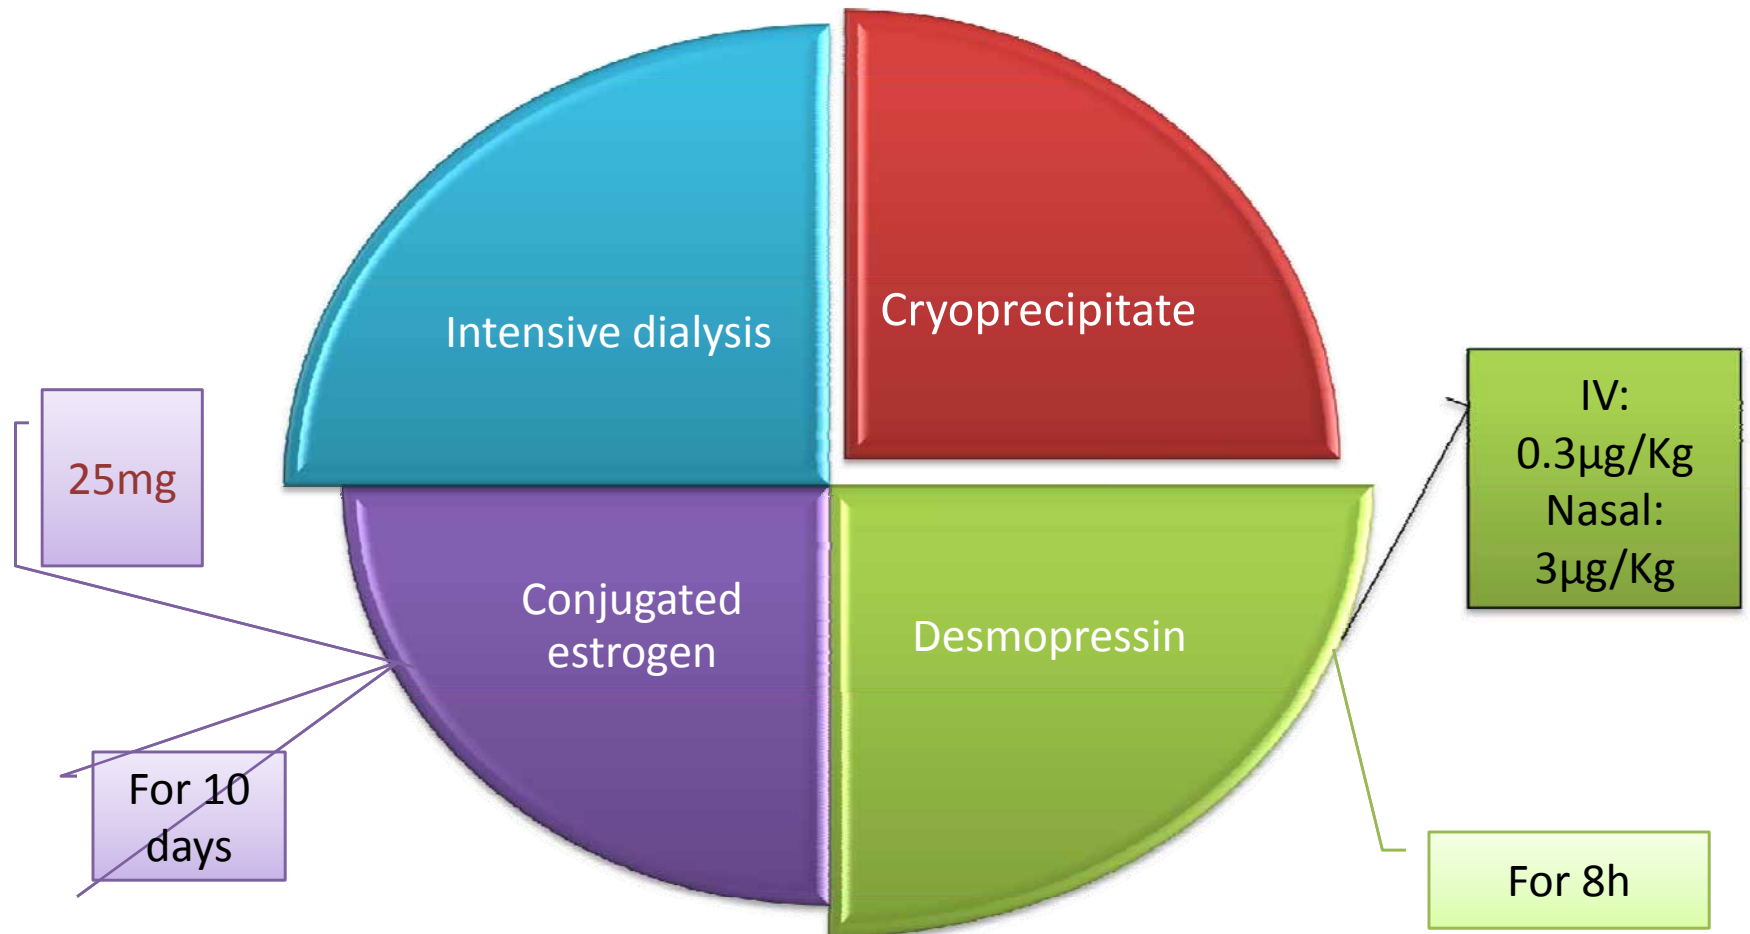 Intensive dialysis
Cryoprecipitate
25mg
IV:
0.3µg/Kg
Nasal:
3µg/Kg
Conjugated
estrogen
Desmopressin
For 10
days
For 8h